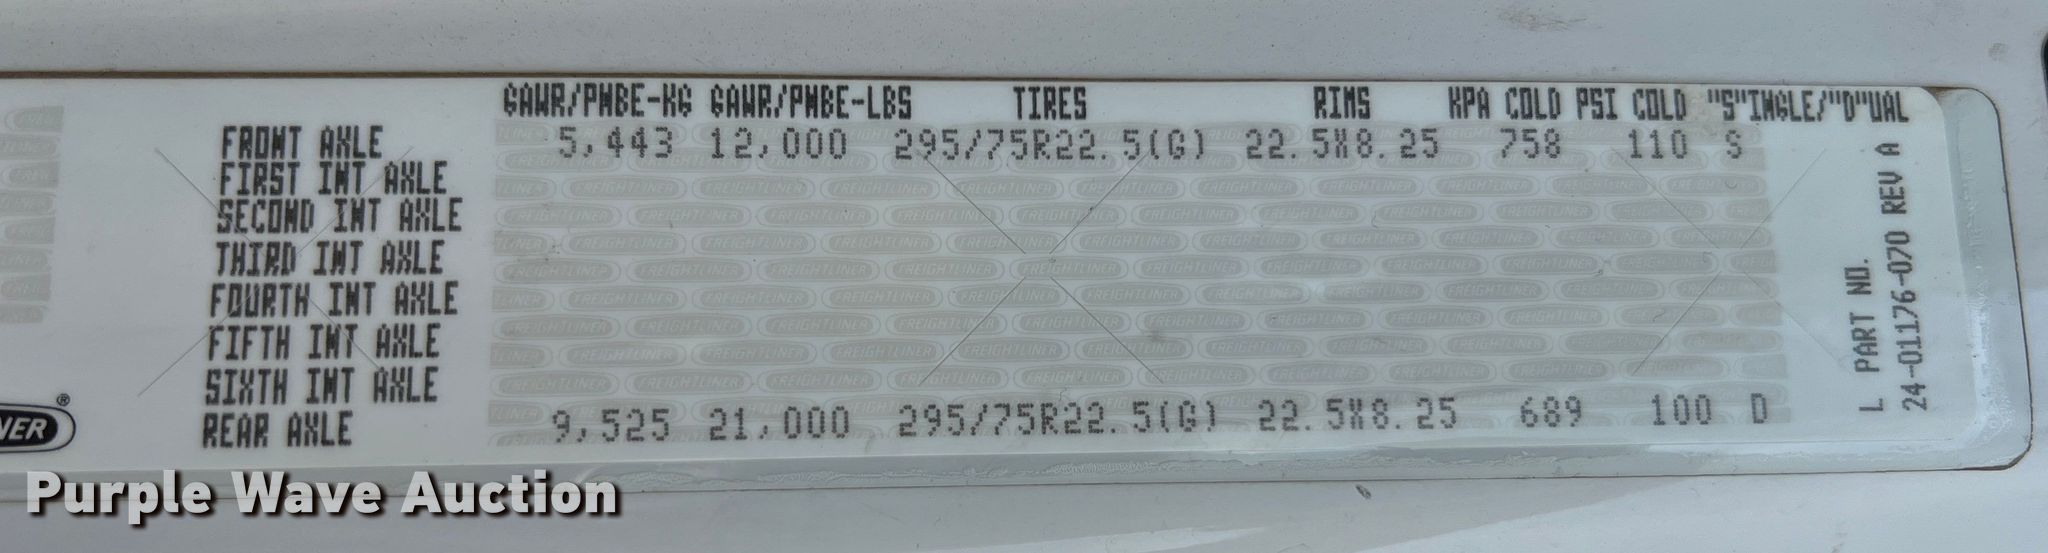 GAWR/PNBE-KG GAWR/PNBE-LBS TIRES RIMS KPA COLD PSI COLD "S"INGLE/"D"UAL
FRONT AXLE 5,443 12,000 295/75R22.5(G) 22.5X8.25 758 110 S
FIRST INT AXLE
SECOND INT AXLE
THIRD INT AXLE
FOURTH INT AXLE
FIFTH INT AXLE
SIXTH INT AXLE
REAR AXLE 9,525 21,000 295/75R22.5(G) 22.5X8.25 689 100 D
L PART NO.
24-01176-070 REV A
FREIGHTLINER
NER®
Purple Wave Auction